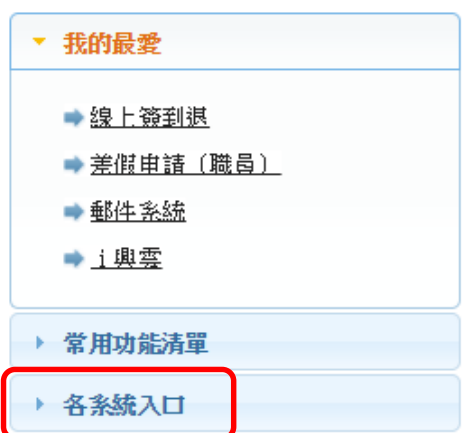 我的最愛
線上簽到退
差假申請（職員）
郵件系統
i興雲
常用功能清單
各系統入口